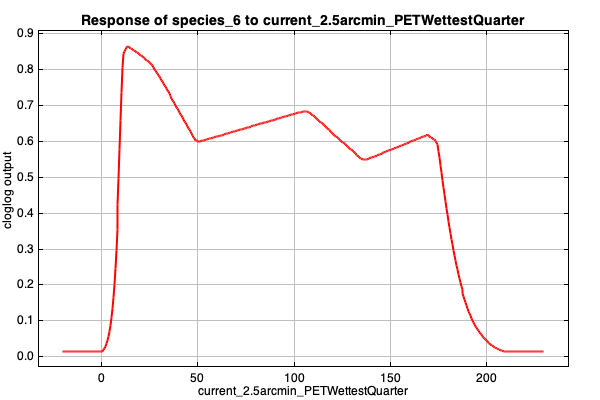 Response of species_6 to current_2.5arcmin_PETWettestQuarter
0.9
0.8
0.7
0.6
0.5
0.4
0.3
0.2
0.1
0.0
cloglog output
0 50 100 150 200
current_2.5arcmin_PETWettestQuarter